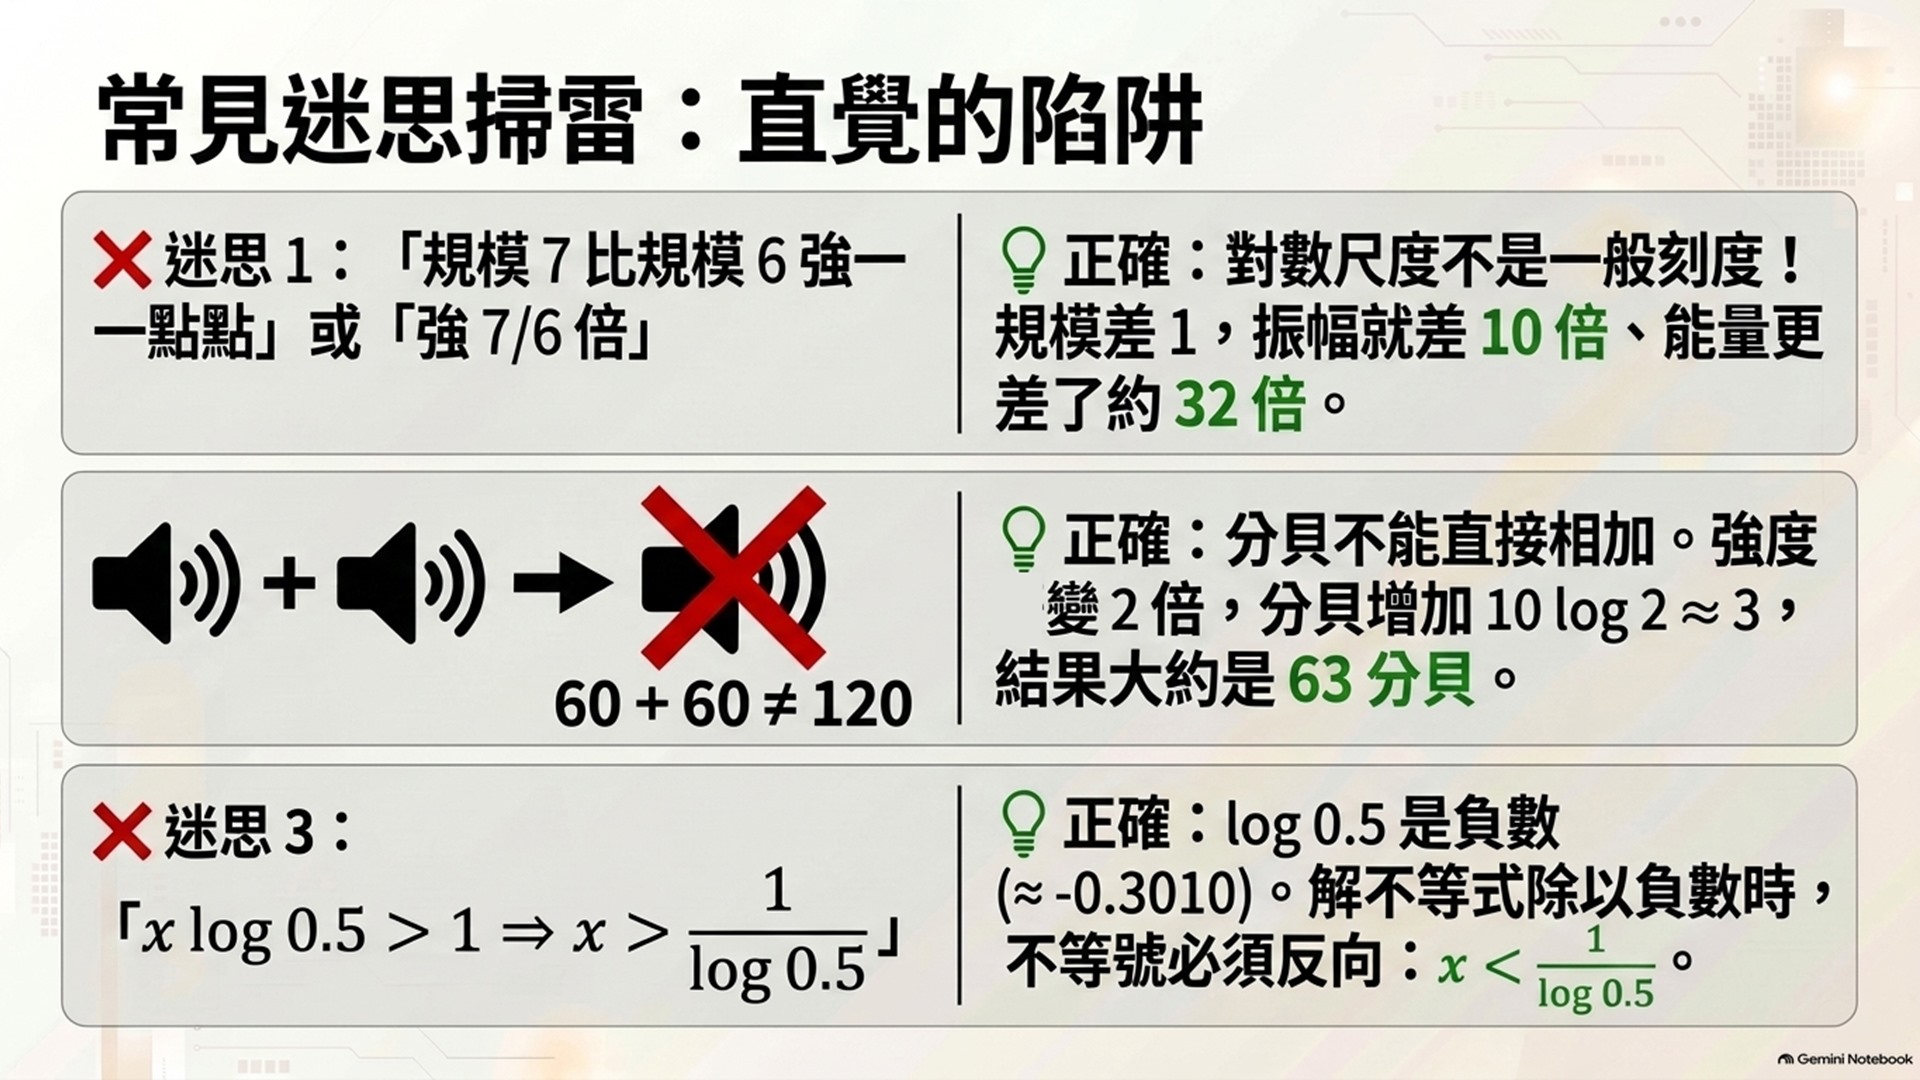 常見迷思掃雷：直覺的陷阱
迷思 1：「規模 7 比規模 6 強一
一點點」或「強 7/6 倍」
正確：對數尺度不是一般刻度！
規模差 1，振幅就差 10 倍、能量更
差了約 32 倍。
60 + 60 ≠ 120
正確：分貝不能直接相加。強度
變 2 倍，分貝增加 10 log 2 ≈ 3，
結果大約是 63 分貝。
迷思 3：
「x log 0.5 > 1 ⇒ x > 1/log 0.5」
正確：log 0.5 是負數
(≈ -0.3010)。解不等式除以負數時，
不等號必須反向：x < 1/log 0.5。
Gemini Notebook